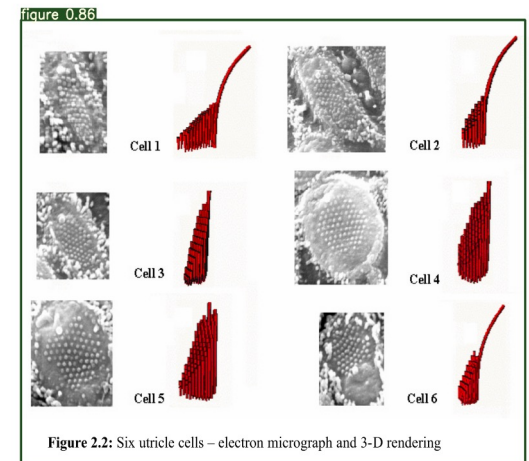 figure 0.86
Cell 1
Cell 2
Cell 3
Cell 4
Cell 5
Cell 6
Figure 2.2: Six utricle cells – electron micrograph and 3-D rendering